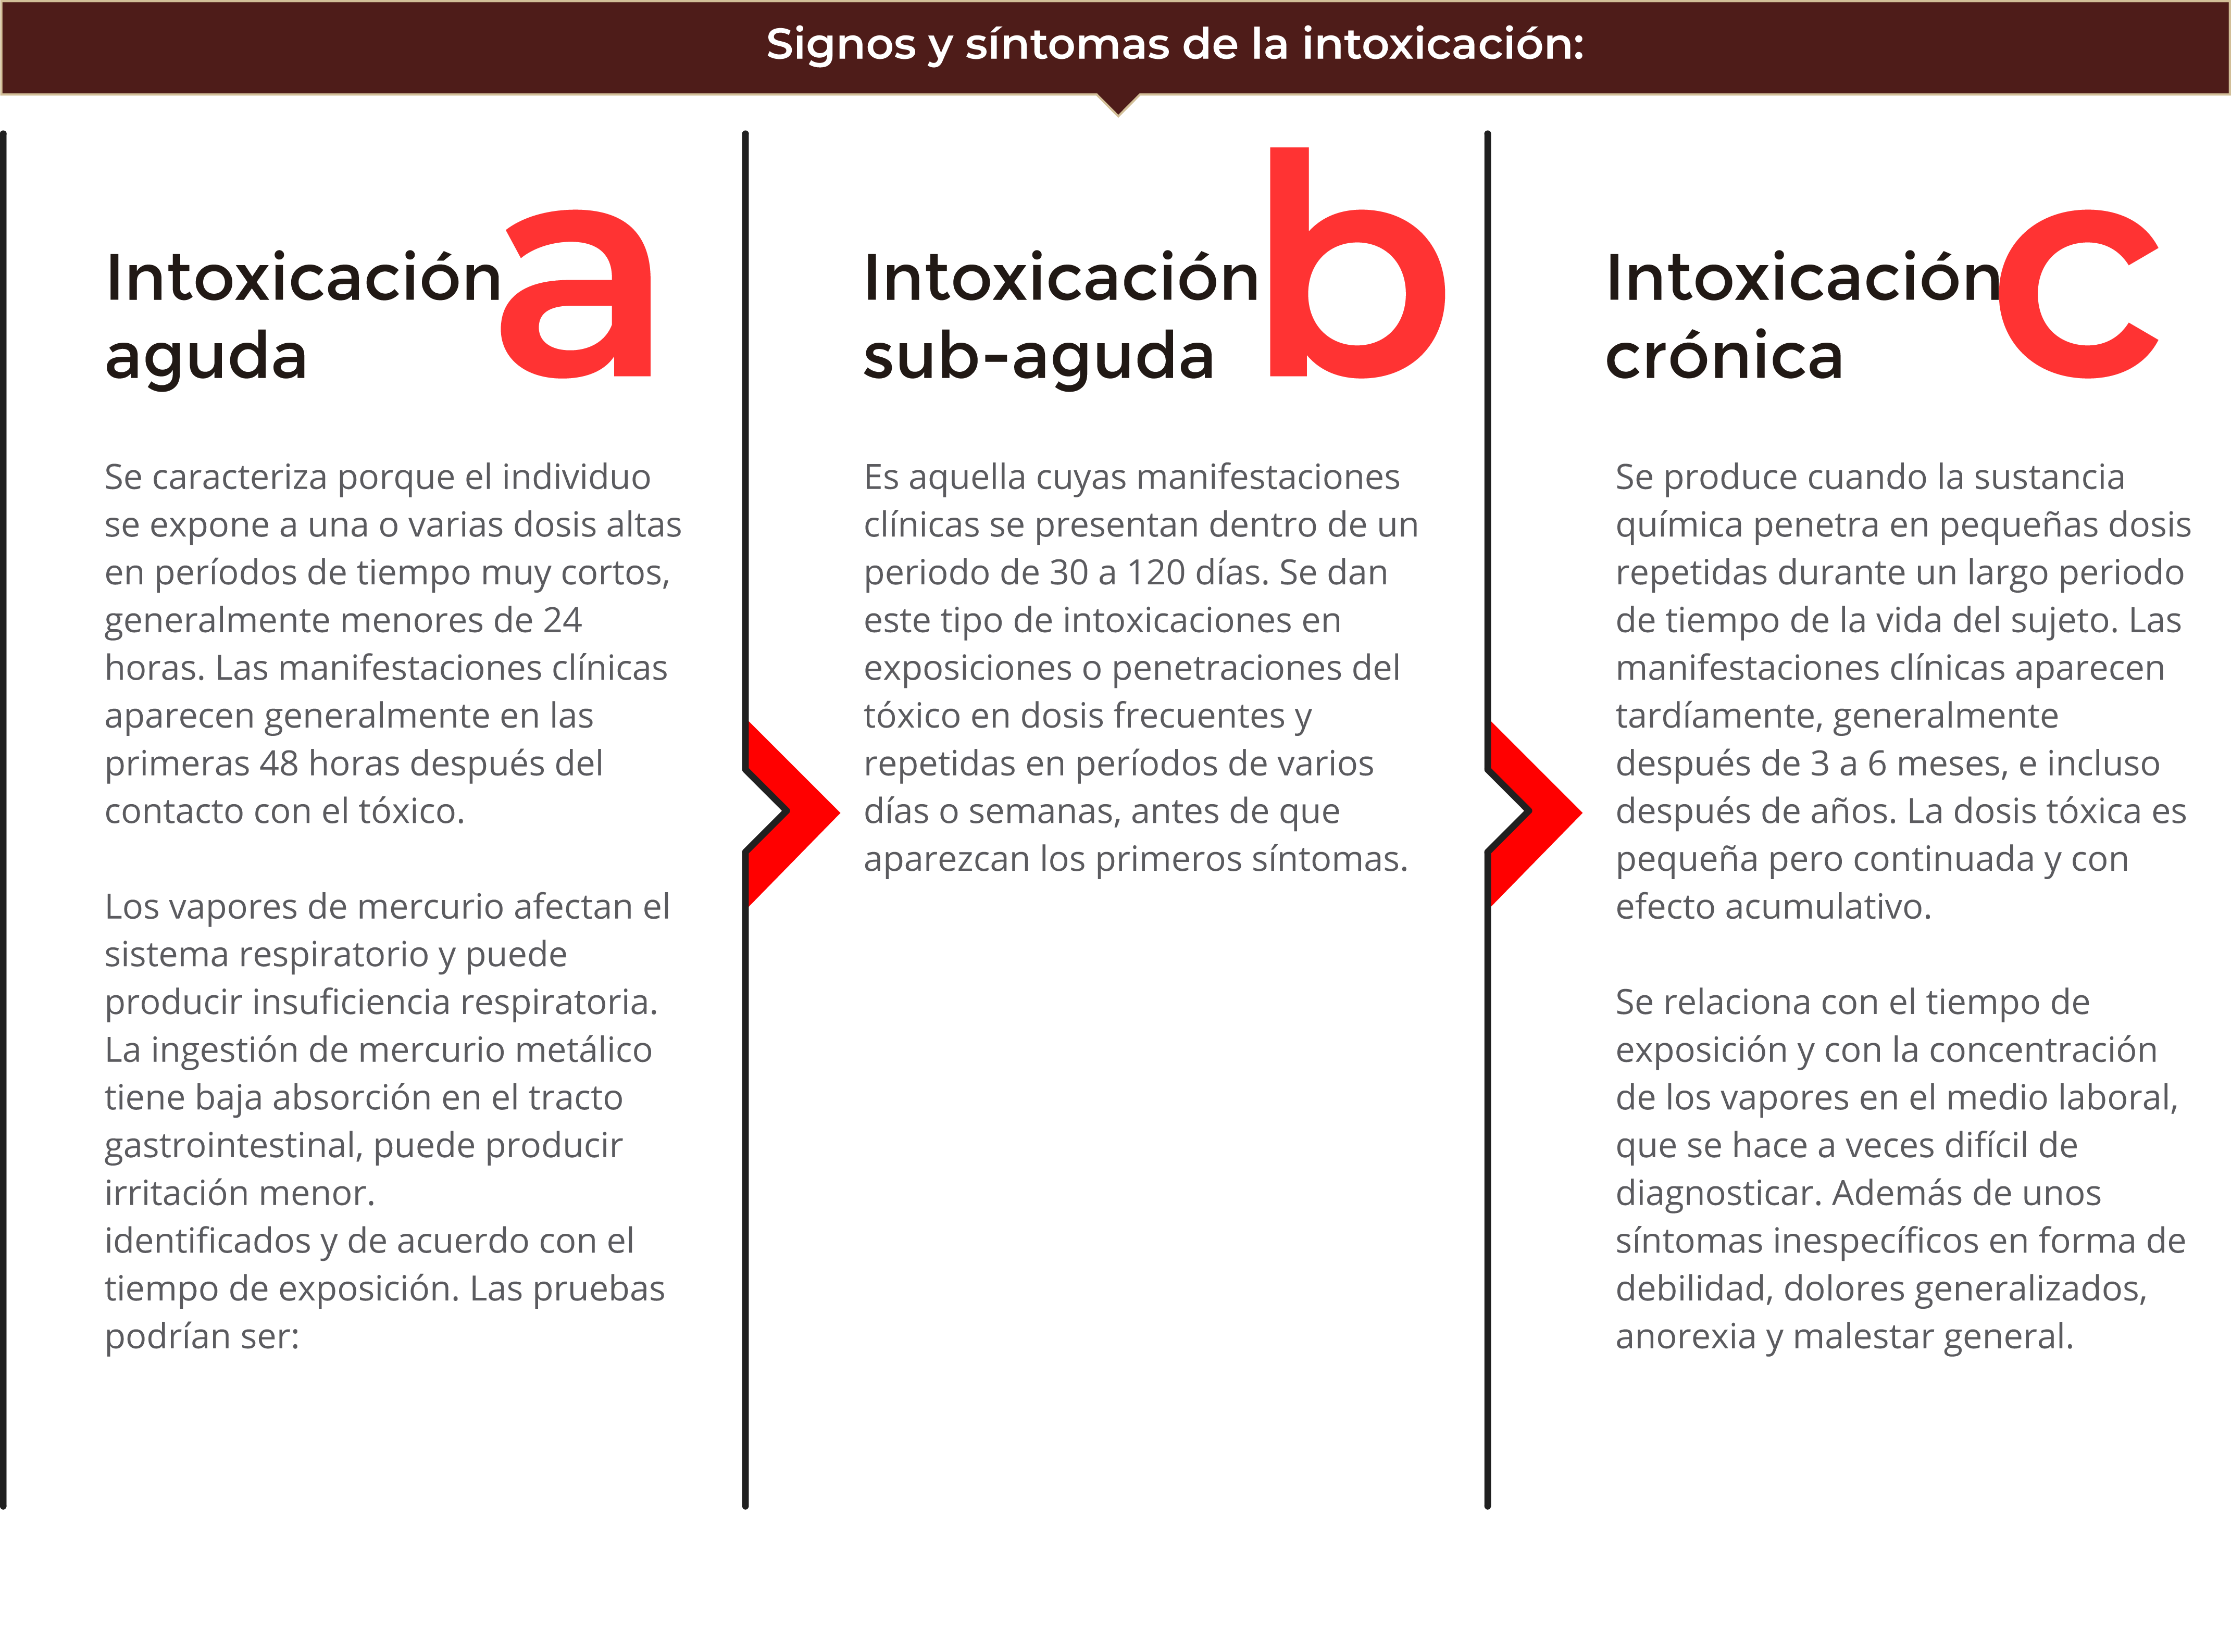 Signos y síntomas de la intoxicación:
a
Intoxicación
aguda
Se caracteriza porque el individuo
se expone a una o varias dosis altas
en períodos de tiempo muy cortos,
generalmente menores de 24
horas. Las manifestaciones clínicas
aparecen generalmente en las
primeras 48 horas después del
contacto con el tóxico.
Los vapores de mercurio afectan el
sistema respiratorio y puede
producir insuficiencia respiratoria.
La ingestión de mercurio metálico
tiene baja absorción en el tracto
gastrointestinal, puede producir
irritación menor.
identificados y de acuerdo con el
tiempo de exposición. Las pruebas
podrían ser:
b
Intoxicación
sub-aguda
Es aquella cuyas manifestaciones
clínicas se presentan dentro de un
periodo de 30 a 120 días. Se dan
este tipo de intoxicaciones en
exposiciones o penetraciones del
tóxico en dosis frecuentes y
repetidas en períodos de varios
días o semanas, antes de que
aparezcan los primeros síntomas.
c
Intoxicación
crónica
Se produce cuando la sustancia
química penetra en pequeñas dosis
repetidas durante un largo periodo
de tiempo de la vida del sujeto. Las
manifestaciones clínicas aparecen
tardíamente, generalmente
después de 3 a 6 meses, e incluso
después de años. La dosis tóxica es
pequeña pero continuada y con
efecto acumulativo.
Se relaciona con el tiempo de
exposición y con la concentración
de los vapores en el medio laboral,
que se hace a veces difícil de
diagnosticar. Además de unos
síntomas inespecíficos en forma de
debilidad, dolores generalizados,
anorexia y malestar general.